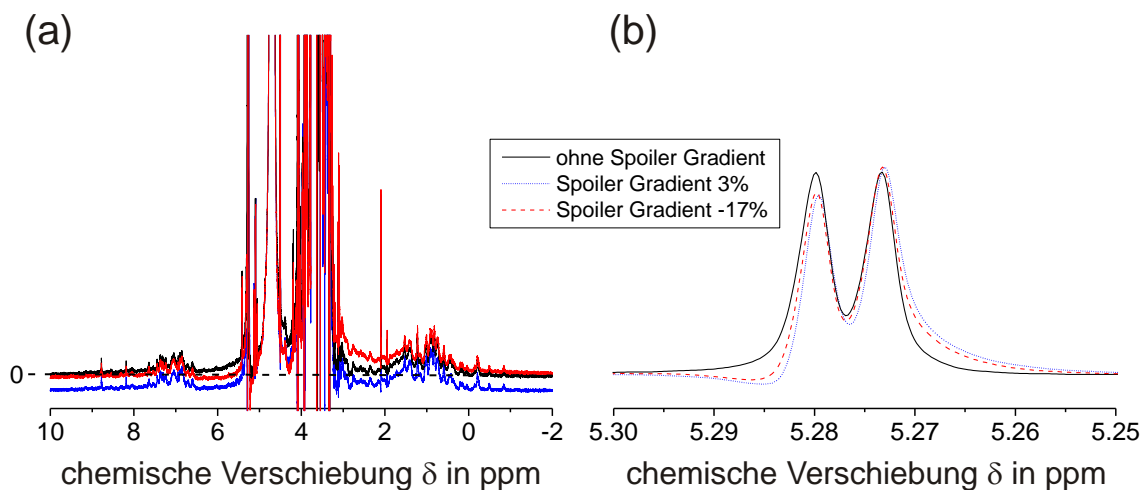 (a)
(b)
ohne Spoiler Gradient
Spoiler Gradient 3%
Spoiler Gradient -17%
0
10 8 6 4 2 0 -2
5.30 5.29 5.28 5.27 5.26 5.25
chemische Verschiebung δ in ppm
chemische Verschiebung δ in ppm